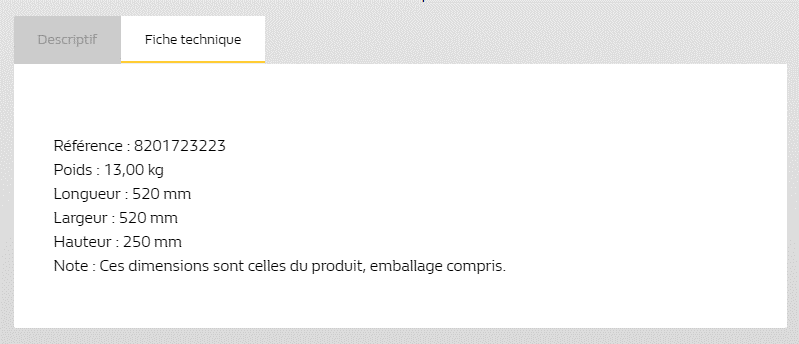 Descriptif Fiche technique
Référence : 8201723223
Poids : 13,00 kg
Longueur : 520 mm
Largeur : 520 mm
Hauteur : 250 mm
Note : Ces dimensions sont celles du produit, emballage compris.